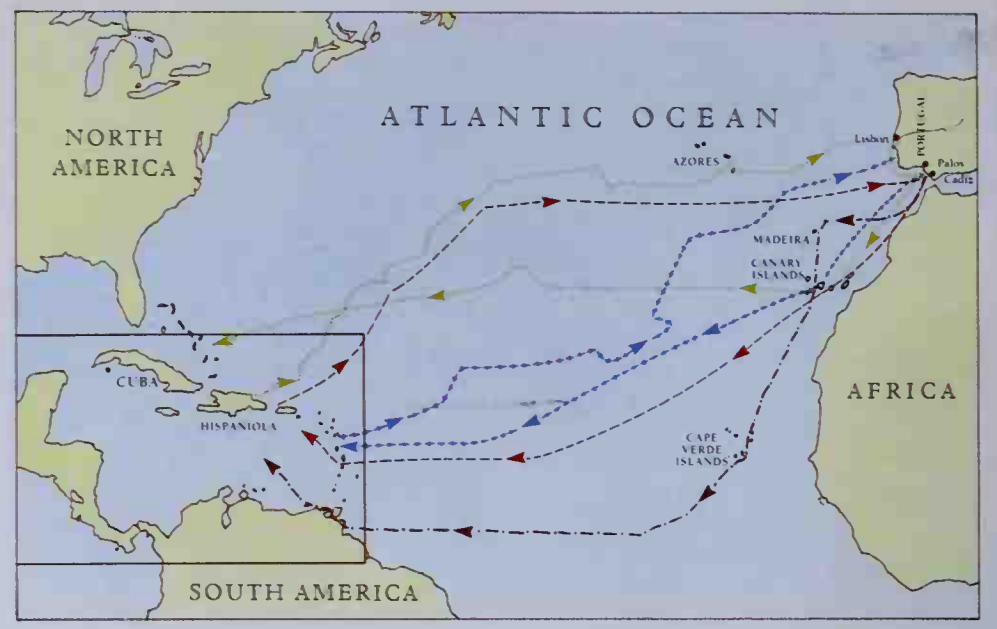 ATLANTIC OCEAN
NORTH
AMERICA
Lisbon
PORTUGAL
Palos
Cadiz
AZORES
MADEIRA
CANARY
ISLANDS
CUBA
HISPANIOLA
AFRICA
CAPE
VERDE
ISLANDS
SOUTH AMERICA